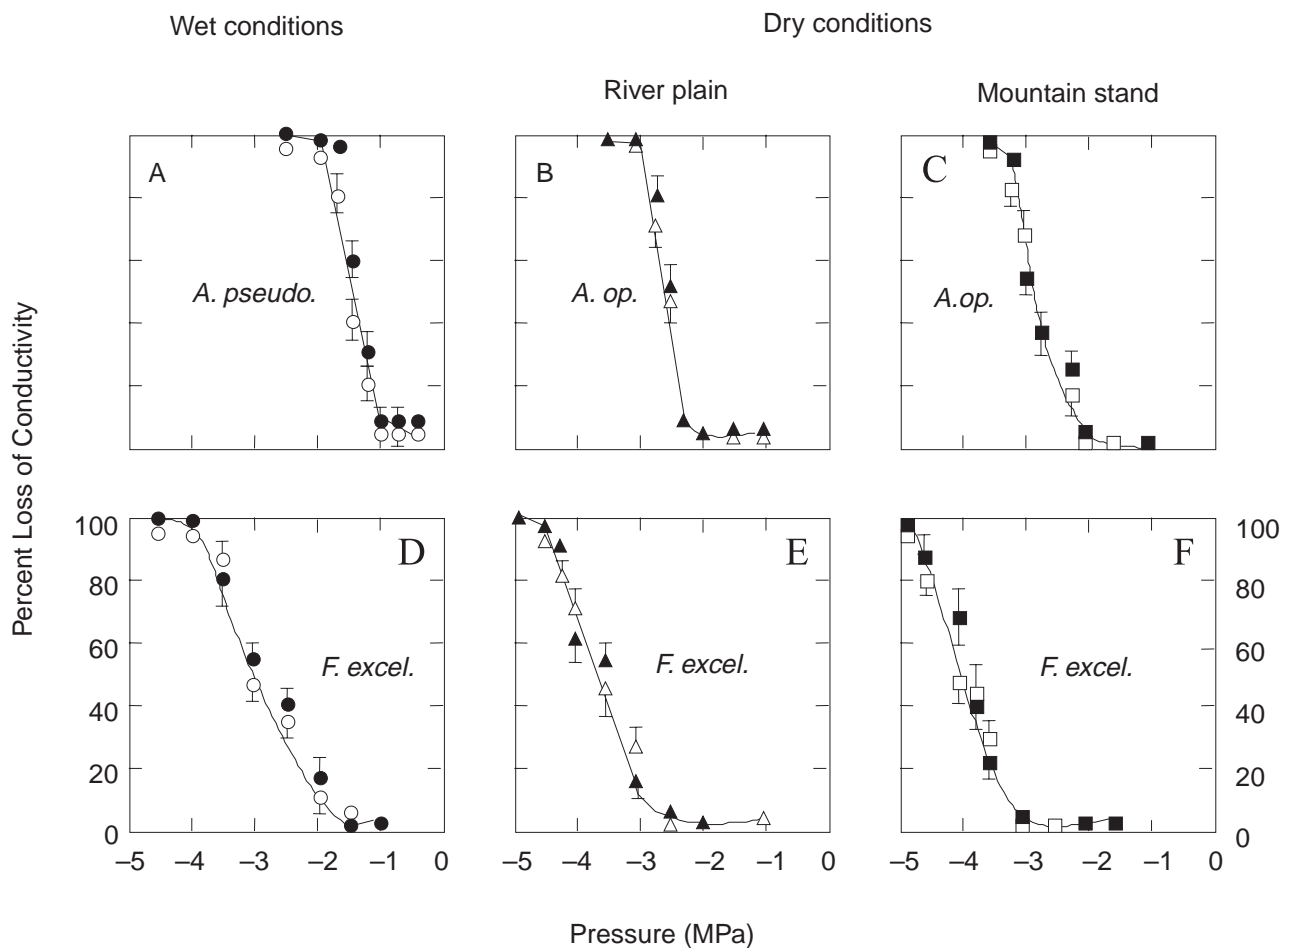 Wet conditions
Dry conditions
River plain
Mountain stand
A
B
C
A. pseudo.
A. op.
A.op.
Percent Loss of Conductivity
100
80
60
40
20
0
D
E
F
100
80
60
40
20
0
F. excel.
F. excel.
F. excel.
–5 –4 –3 –2 –1 0
–5 –4 –3 –2 –1 0
–5 –4 –3 –2 –1 0
Pressure (MPa)